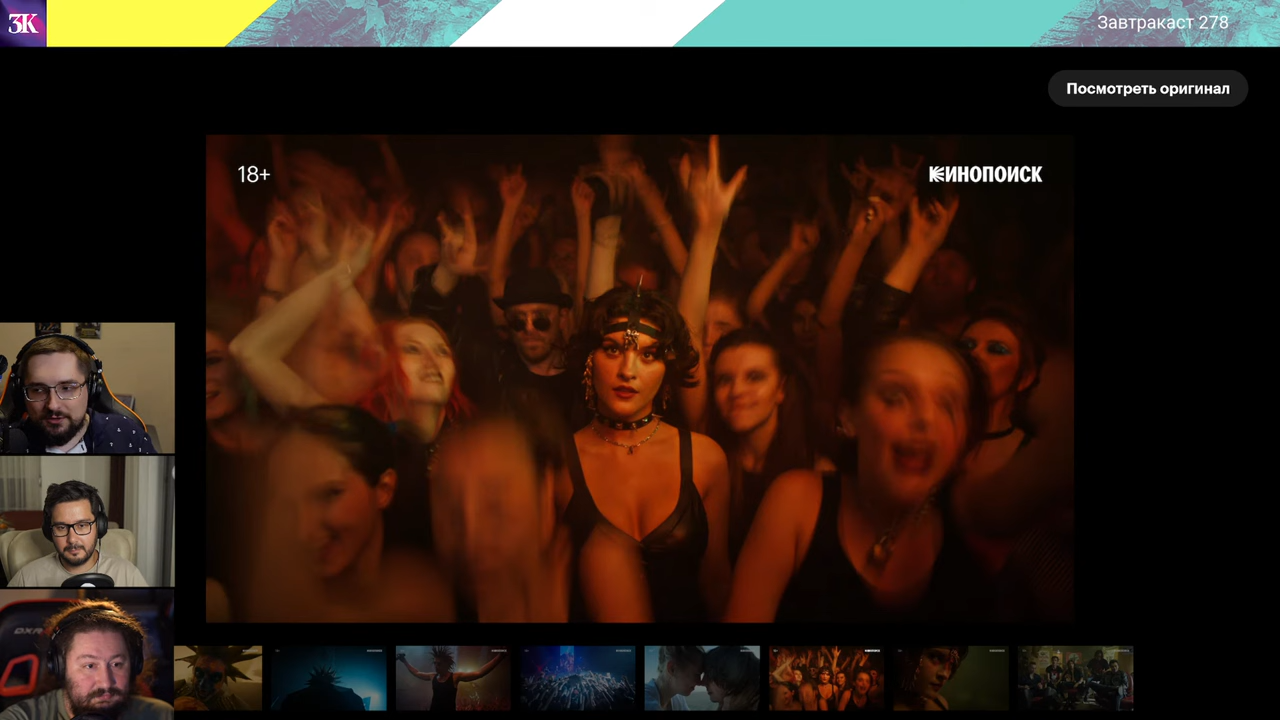 ЗК
Завтракаст 278
Посмотреть оригинал
18+
КИНОПОИСК